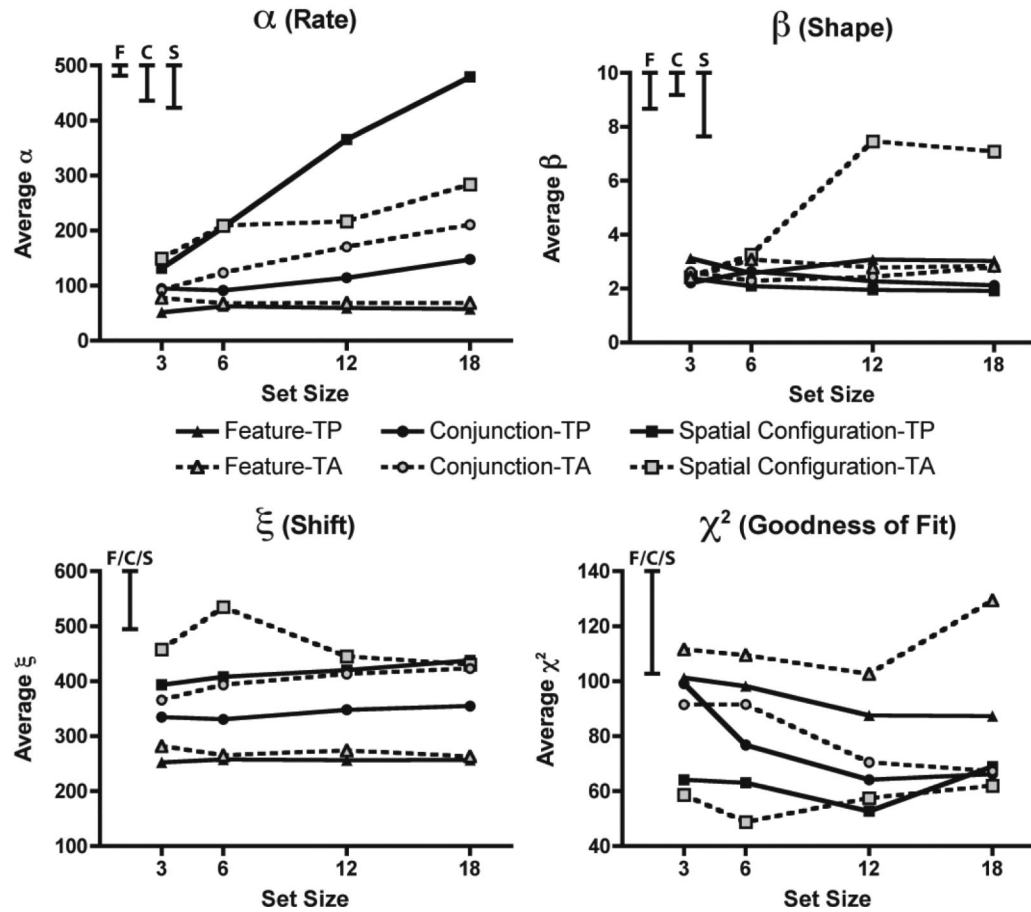 α (Rate)
F C S
500
400
300
200
100
0
Average α
3 6 12 18
Set Size
β (Shape)
F C S
10
8
6
4
2
0
Average β
3 6 12 18
Set Size
Feature-TP Conjunction-TP Spatial Configuration-TP
Feature-TA Conjunction-TA Spatial Configuration-TA
ξ (Shift)
F/C/S
600
500
400
300
200
100
Average ξ
3 6 12 18
Set Size
χ² (Goodness of Fit)
F/C/S
140
120
100
80
60
40
Average χ²
3 6 12 18
Set Size